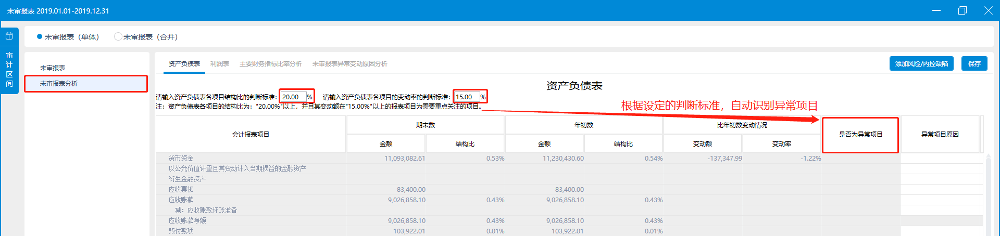 未审报表 2019.01.01-2019.12.31
未审报表（单体） 未审报表（合并）
审计区间
未审报表
未审报表分析
资产负债表 利润表 主要财务指标比率分析 未审报表异常变动原因分析 添加风险/内控缺陷 保存
资产负债表
请输入资产负债表各项目结构比的判断标准： 20.00 % 请输入资产负债表各项目的变动率的判断标准： 15.00 %
注：资产负债表各项目的结构比为："20.00%"以上，并且其变动额在"15.00%"以上的报表项目为需要重点关注的项目。
根据设定的判断标准，自动识别异常项目
会计报表项目 期末数 年初数 比年初数变动情况 是否为异常项目 异常项目原因
金额 结构比 金额 结构比 变动额 变动率
货币资金 11,093,082.61 0.53% 11,230,430.60 0.54% -137,347.99 -1.22%
以公允价值计量且其变动计入当期损益的金融资产
衍生金融资产
应收票据 83,400.00 83,400.00
应收账款 9,026,858.10 0.43% 9,026,858.10 0.43%
减：应收账款坏账准备
应收账款净额 9,026,858.10 0.43% 9,026,858.10 0.43%
预付款项 103,922.01 0.01% 103,922.01 0.01%